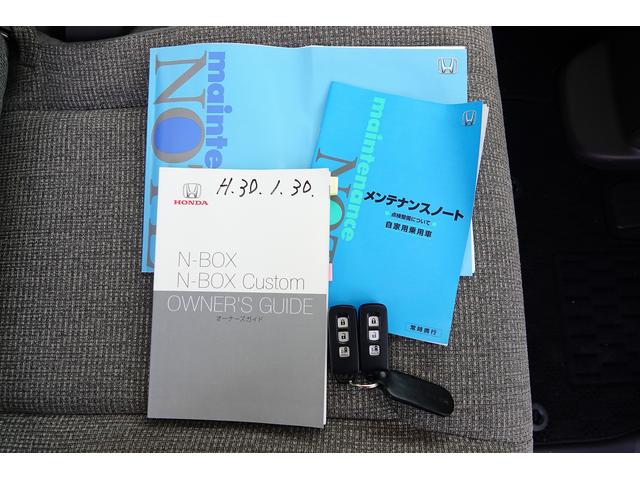 mainte
NOTE
maintenance
NOTE
メンテナンスノート
点検整備について
自家用乗用車
常時携行
HONDA
H.30.1.30.
N-BOX
N-BOX Custom
OWNER'S GUIDE
オーナーズガイド